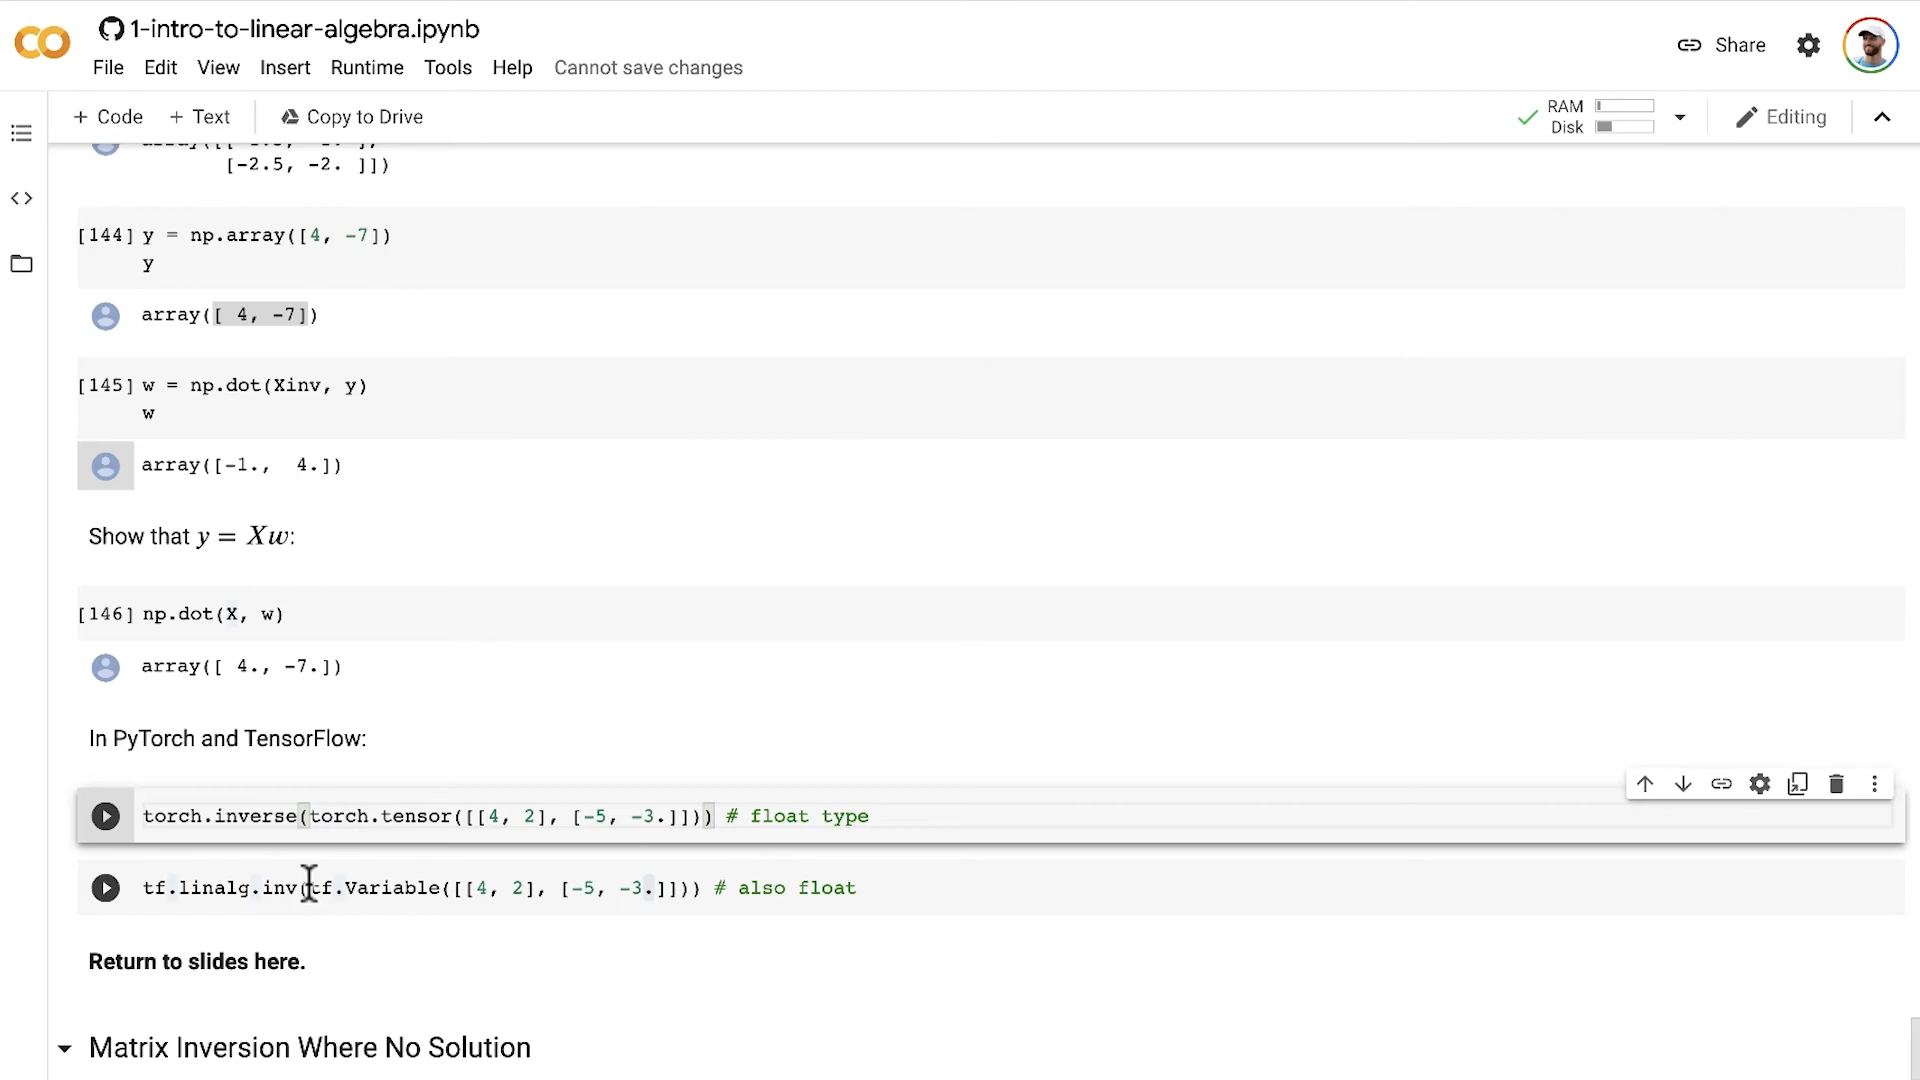 1-intro-to-linear-algebra.ipynb
File Edit View Insert Runtime Tools Help Cannot save changes
Share
+ Code + Text Copy to Drive
RAM
Disk
Editing
[-2.5, -2. ]])
[144] y = np.array([4, -7])
y
array([ 4, -7])
[145] w = np.dot(Xinv, y)
w
array([-1.,  4.])
Show that y = Xw:
[146] np.dot(X, w)
array([ 4., -7.])
In PyTorch and TensorFlow:
torch.inverse(torch.tensor([[4, 2], [-5, -3.]])) # float type
tf.linalg.inv(tf.Variable([[4, 2], [-5, -3.]])) # also float
Return to slides here.
Matrix Inversion Where No Solution